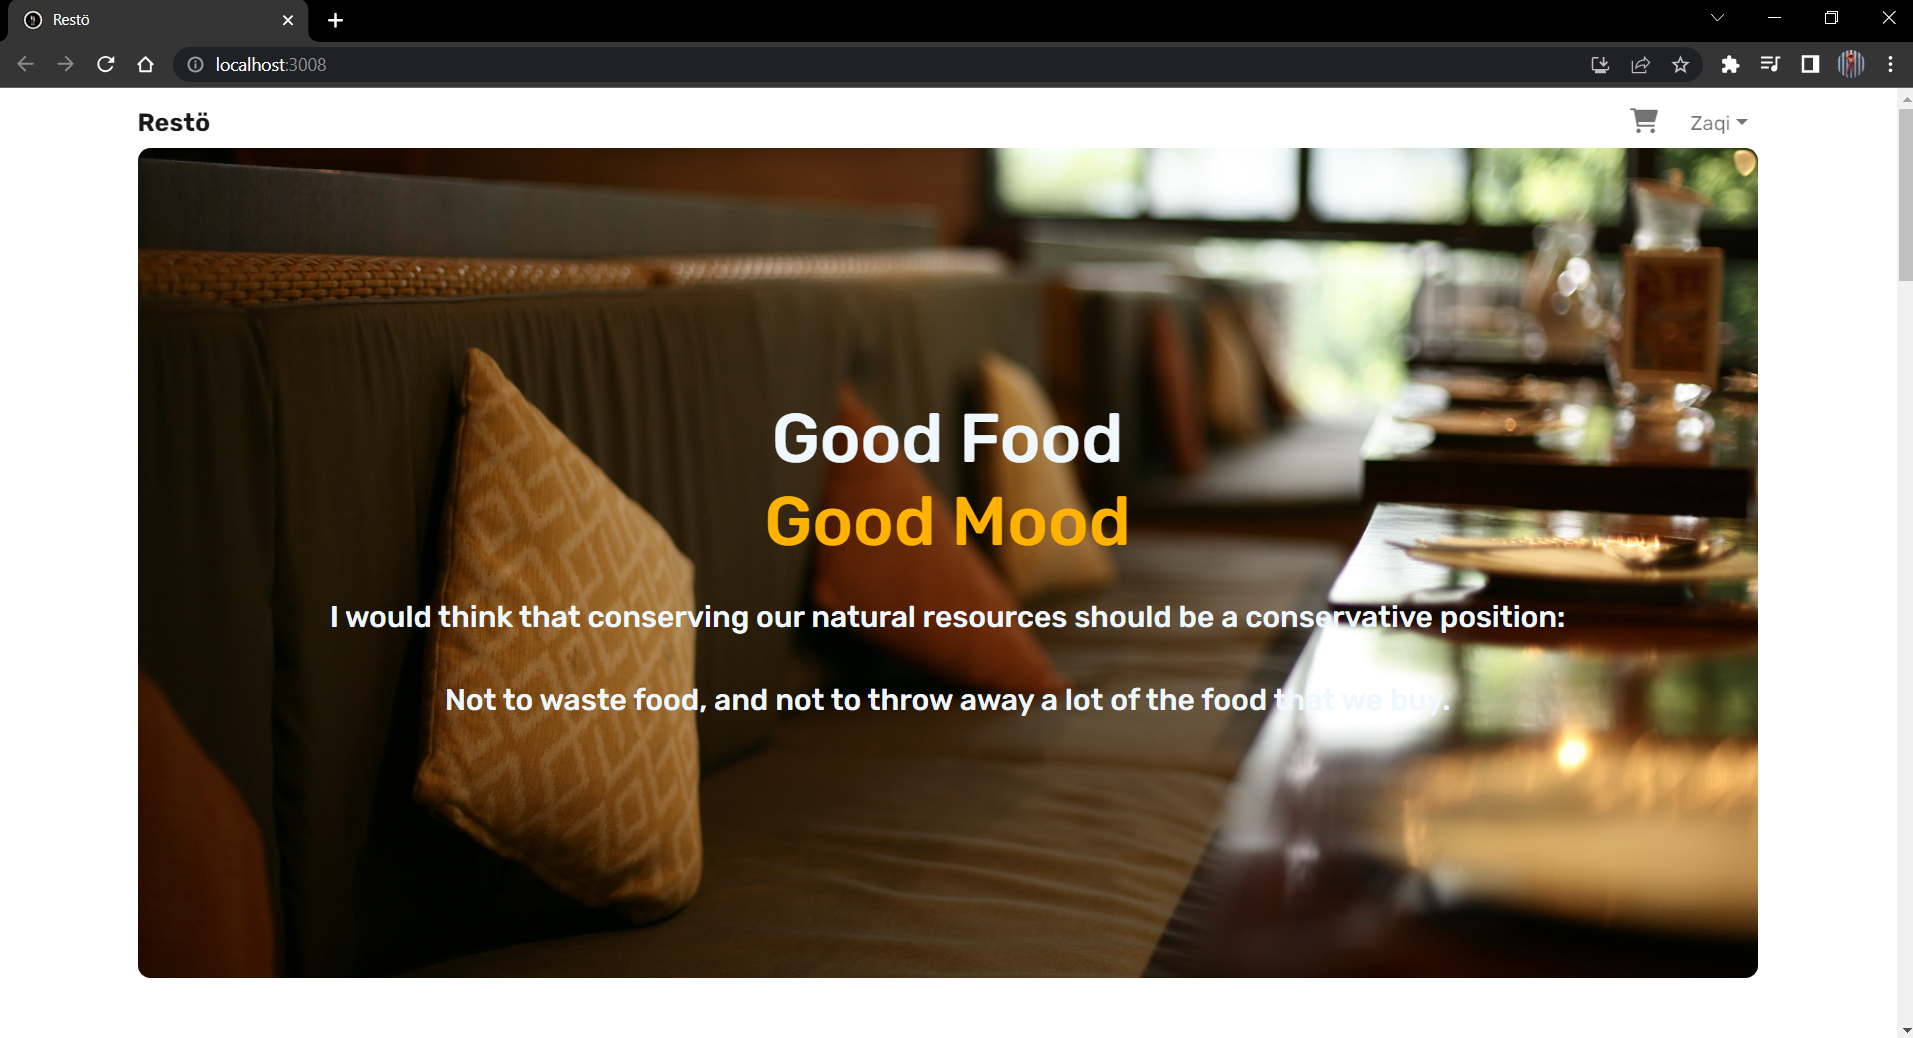 Restö
localhost:3008
Restö
Zaqi
Good Food
Good Mood
I would think that conserving our natural resources should be a conservative position:
Not to waste food, and not to throw away a lot of the food that we buy.